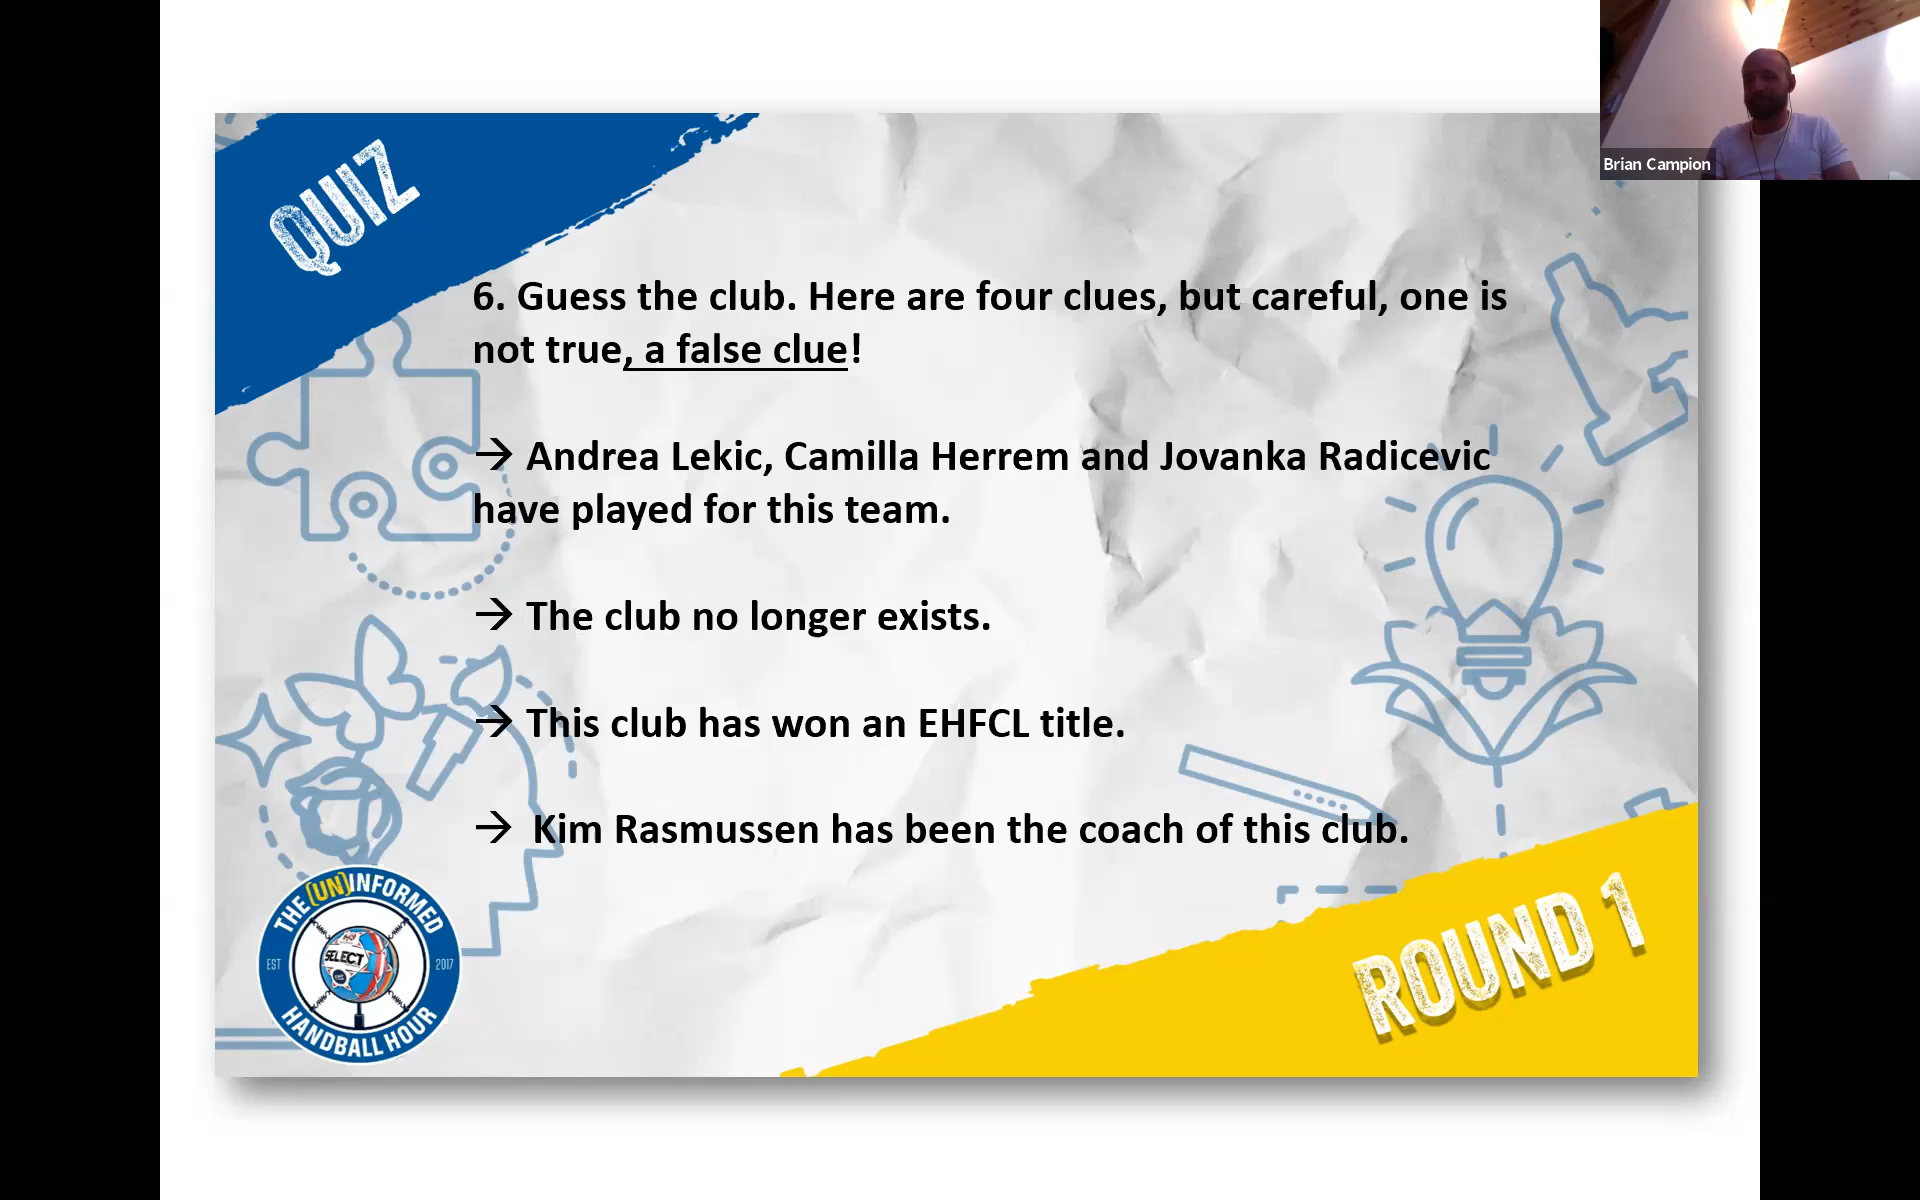 Brian Campion
QUIZ
6. Guess the club. Here are four clues, but careful, one is
not true, a false clue!
→ Andrea Lekic, Camilla Herrem and Jovanka Radicevic
have played for this team.
→ The club no longer exists.
→ This club has won an EHFCL title.
→ Kim Rasmussen has been the coach of this club.
THE (UN)INFORMED
EST
SELECT
2017
HANDBALL HOUR
ROUND 1